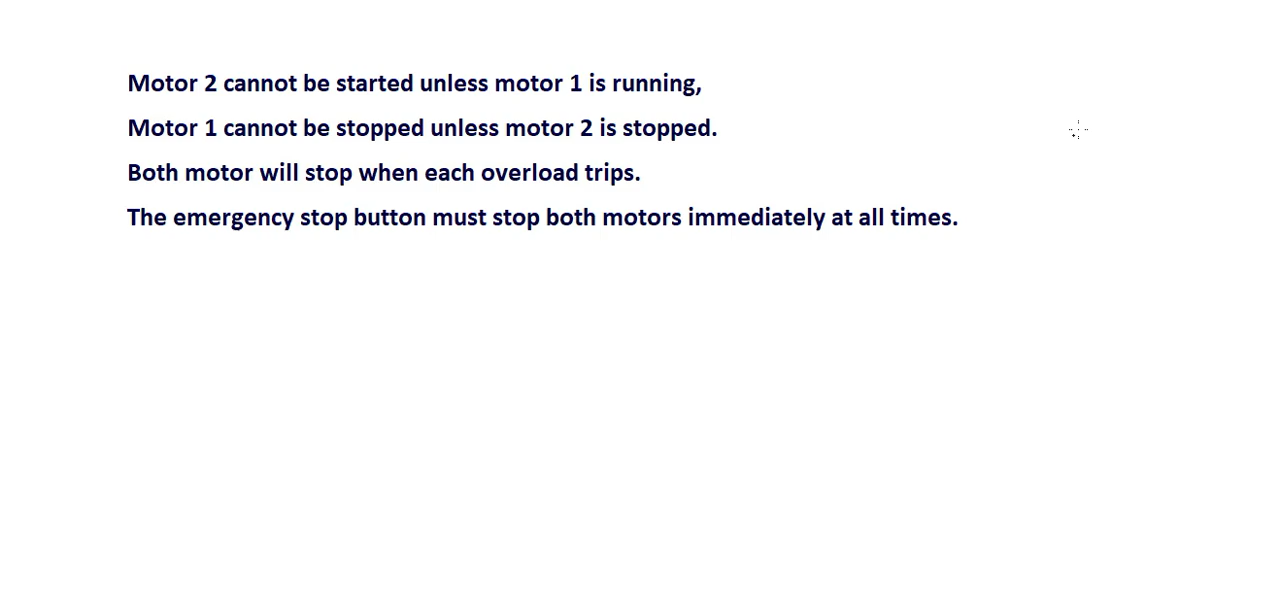 Motor 2 cannot be started unless motor 1 is running,
Motor 1 cannot be stopped unless motor 2 is stopped.
Both motor will stop when each overload trips.
The emergency stop button must stop both motors immediately at all times.